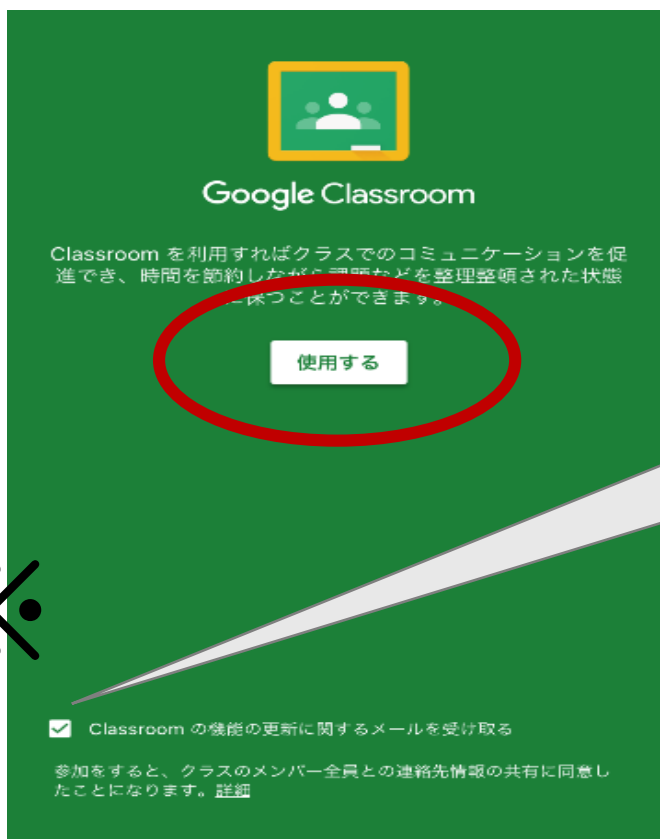 Google Classroom
Classroom を利用すればクラスでのコミュニケーションを促
進でき、時間を節約しながら課題などを整理整頓された状態
に保つことができます。
使用する
※
Classroom の機能の更新に関するメールを受け取る
参加をすると、クラスのメンバー全員との連絡先情報の共有に同意し
たことになります。詳細